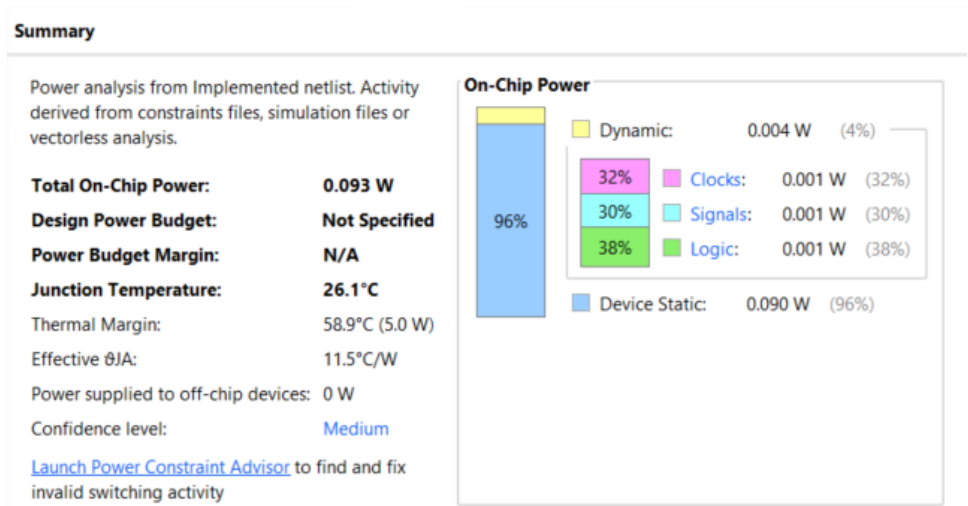 Summary
Power analysis from Implemented netlist. Activity
derived from constraints files, simulation files or
vectorless analysis.
Total On-Chip Power: 0.093 W
Design Power Budget: Not Specified
Power Budget Margin: N/A
Junction Temperature: 26.1°C
Thermal Margin: 58.9°C (5.0 W)
Effective ϑJA: 11.5°C/W
Power supplied to off-chip devices: 0 W
Confidence level: Medium
Launch Power Constraint Advisor to find and fix
invalid switching activity
On-Chip Power
Dynamic: 0.004 W (4%)
32% Clocks: 0.001 W (32%)
30% Signals: 0.001 W (30%)
38% Logic: 0.001 W (38%)
96%
Device Static: 0.090 W (96%)